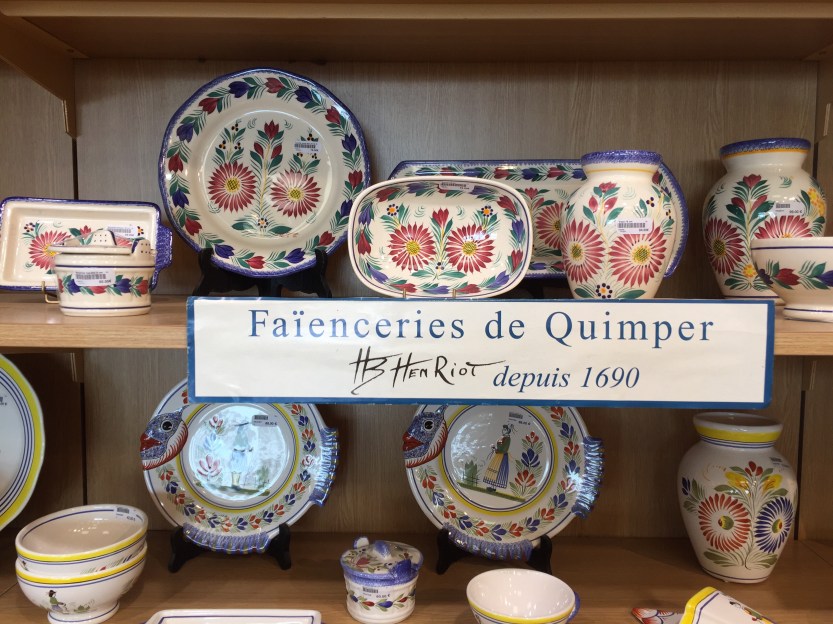 Faïenceries de Quimper
HB HenRiot depuis 1690